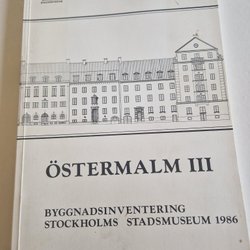 ÖSTERMALM III
BYGGNADSINVENTERING
STOCKHOLMS STADSMUSEUM 1986